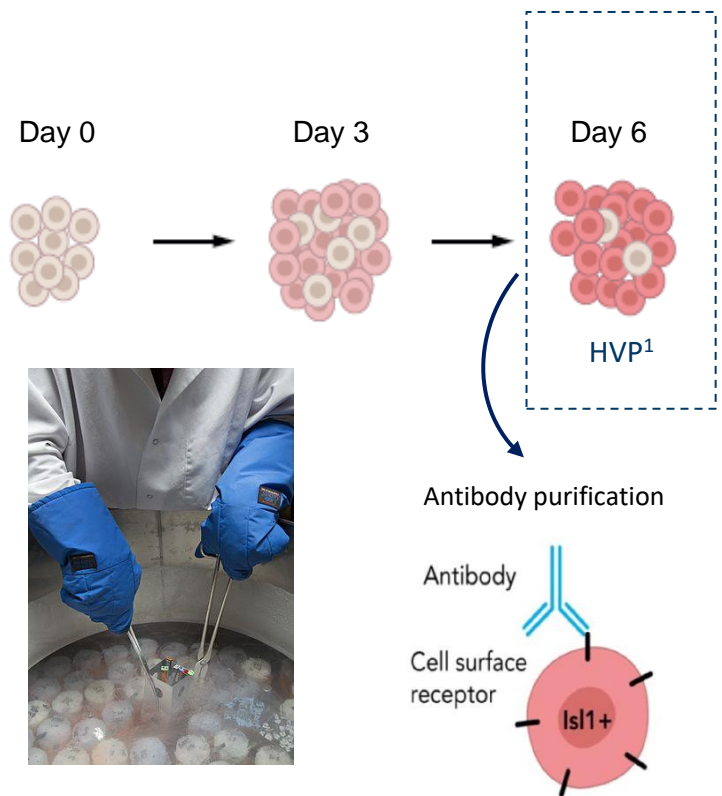 Day 0
Day 3
Day 6
HVP¹
Antibody purification
Antibody
Cell surface
receptor
Isl1+